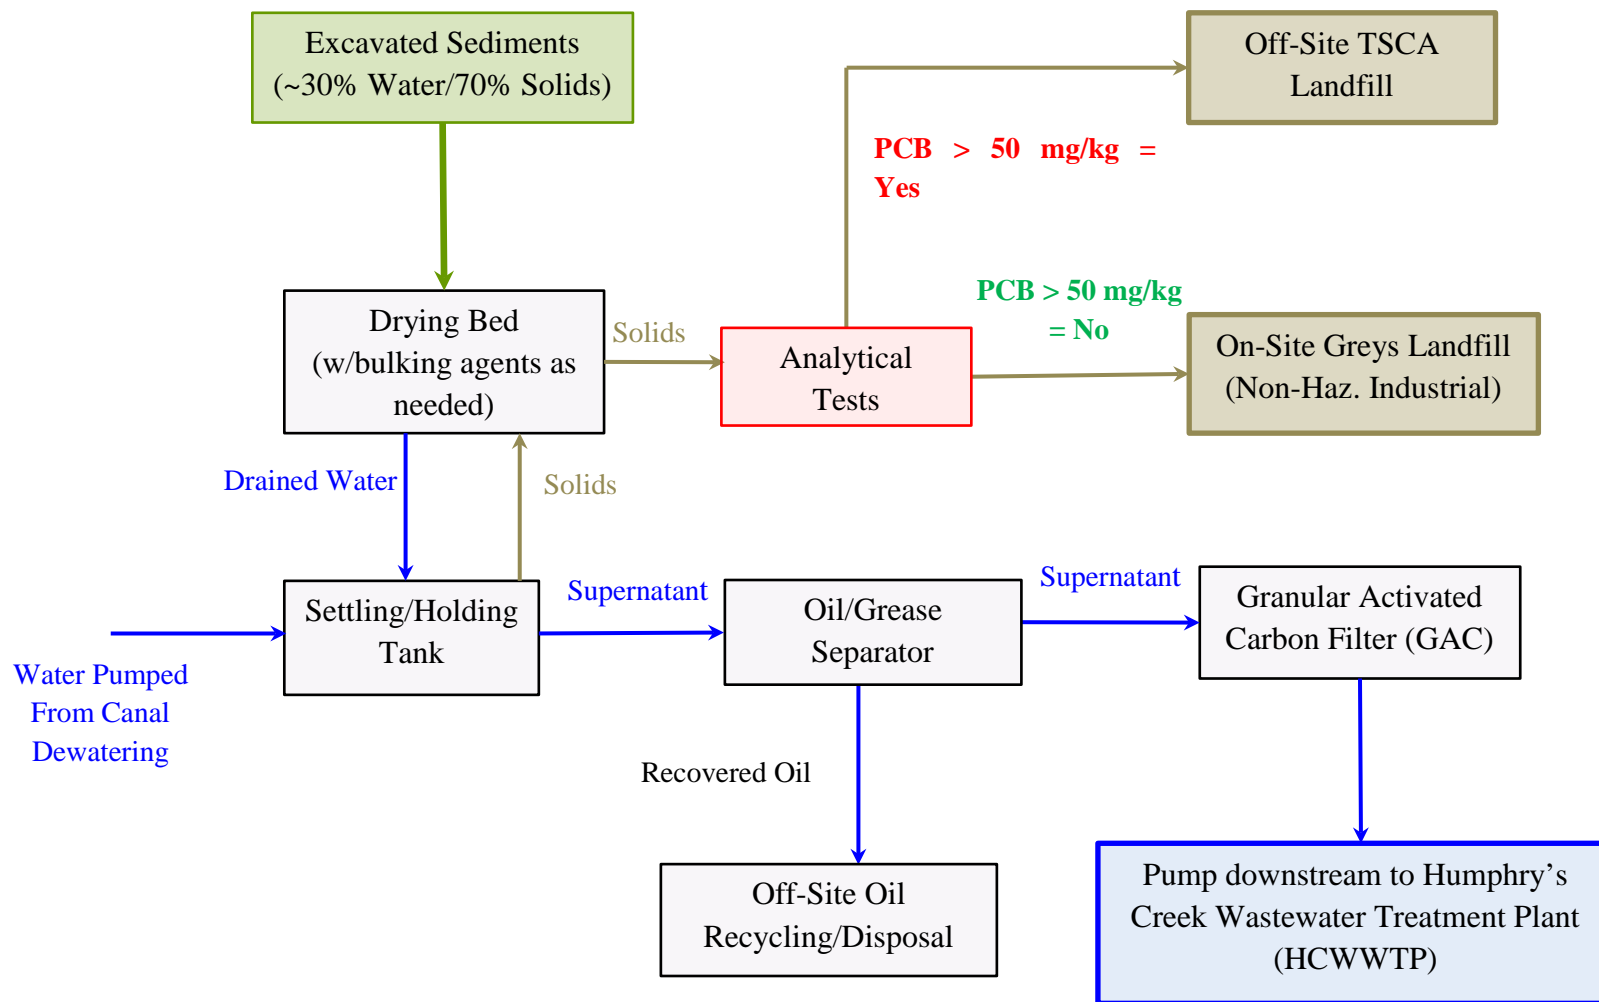 Excavated Sediments
(~30% Water/70% Solids)
Off-Site TSCA
Landfill
PCB > 50 mg/kg =
Yes
PCB > 50 mg/kg
= No
Drying Bed
(w/bulking agents as
needed)
Solids
Analytical
Tests
On-Site Greys Landfill
(Non-Haz. Industrial)
Drained Water
Solids
Settling/Holding
Tank
Supernatant
Oil/Grease
Separator
Supernatant
Granular Activated
Carbon Filter (GAC)
Water Pumped
From Canal
Dewatering
Recovered Oil
Off-Site Oil
Recycling/Disposal
Pump downstream to Humphry’s
Creek Wastewater Treatment Plant
(HCWWTP)